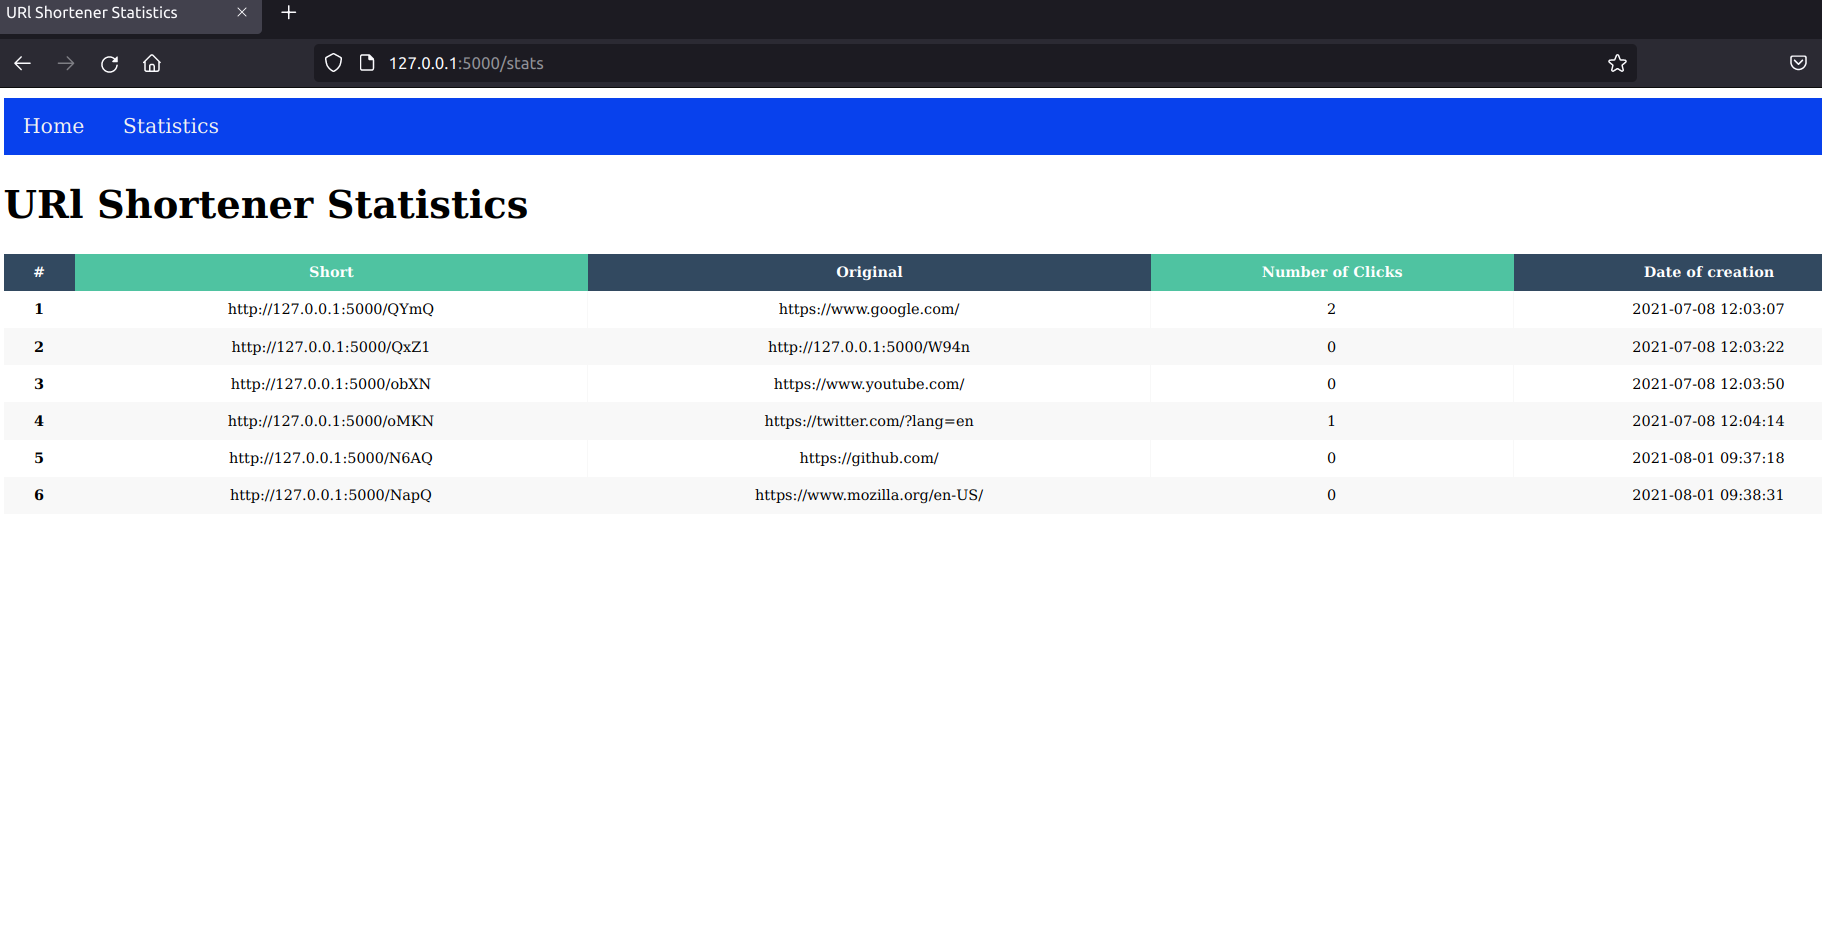 URl Shortener Statistics
127.0.0.1:5000/stats
Home Statistics
URl Shortener Statistics
# Short Original Number of Clicks Date of creation
1 http://127.0.0.1:5000/QYmQ https://www.google.com/ 2 2021-07-08 12:03:07
2 http://127.0.0.1:5000/QxZ1 http://127.0.0.1:5000/W94n 0 2021-07-08 12:03:22
3 http://127.0.0.1:5000/obXN https://www.youtube.com/ 0 2021-07-08 12:03:50
4 http://127.0.0.1:5000/oMKN https://twitter.com/?lang=en 1 2021-07-08 12:04:14
5 http://127.0.0.1:5000/N6AQ https://github.com/ 0 2021-08-01 09:37:18
6 http://127.0.0.1:5000/NapQ https://www.mozilla.org/en-US/ 0 2021-08-01 09:38:31